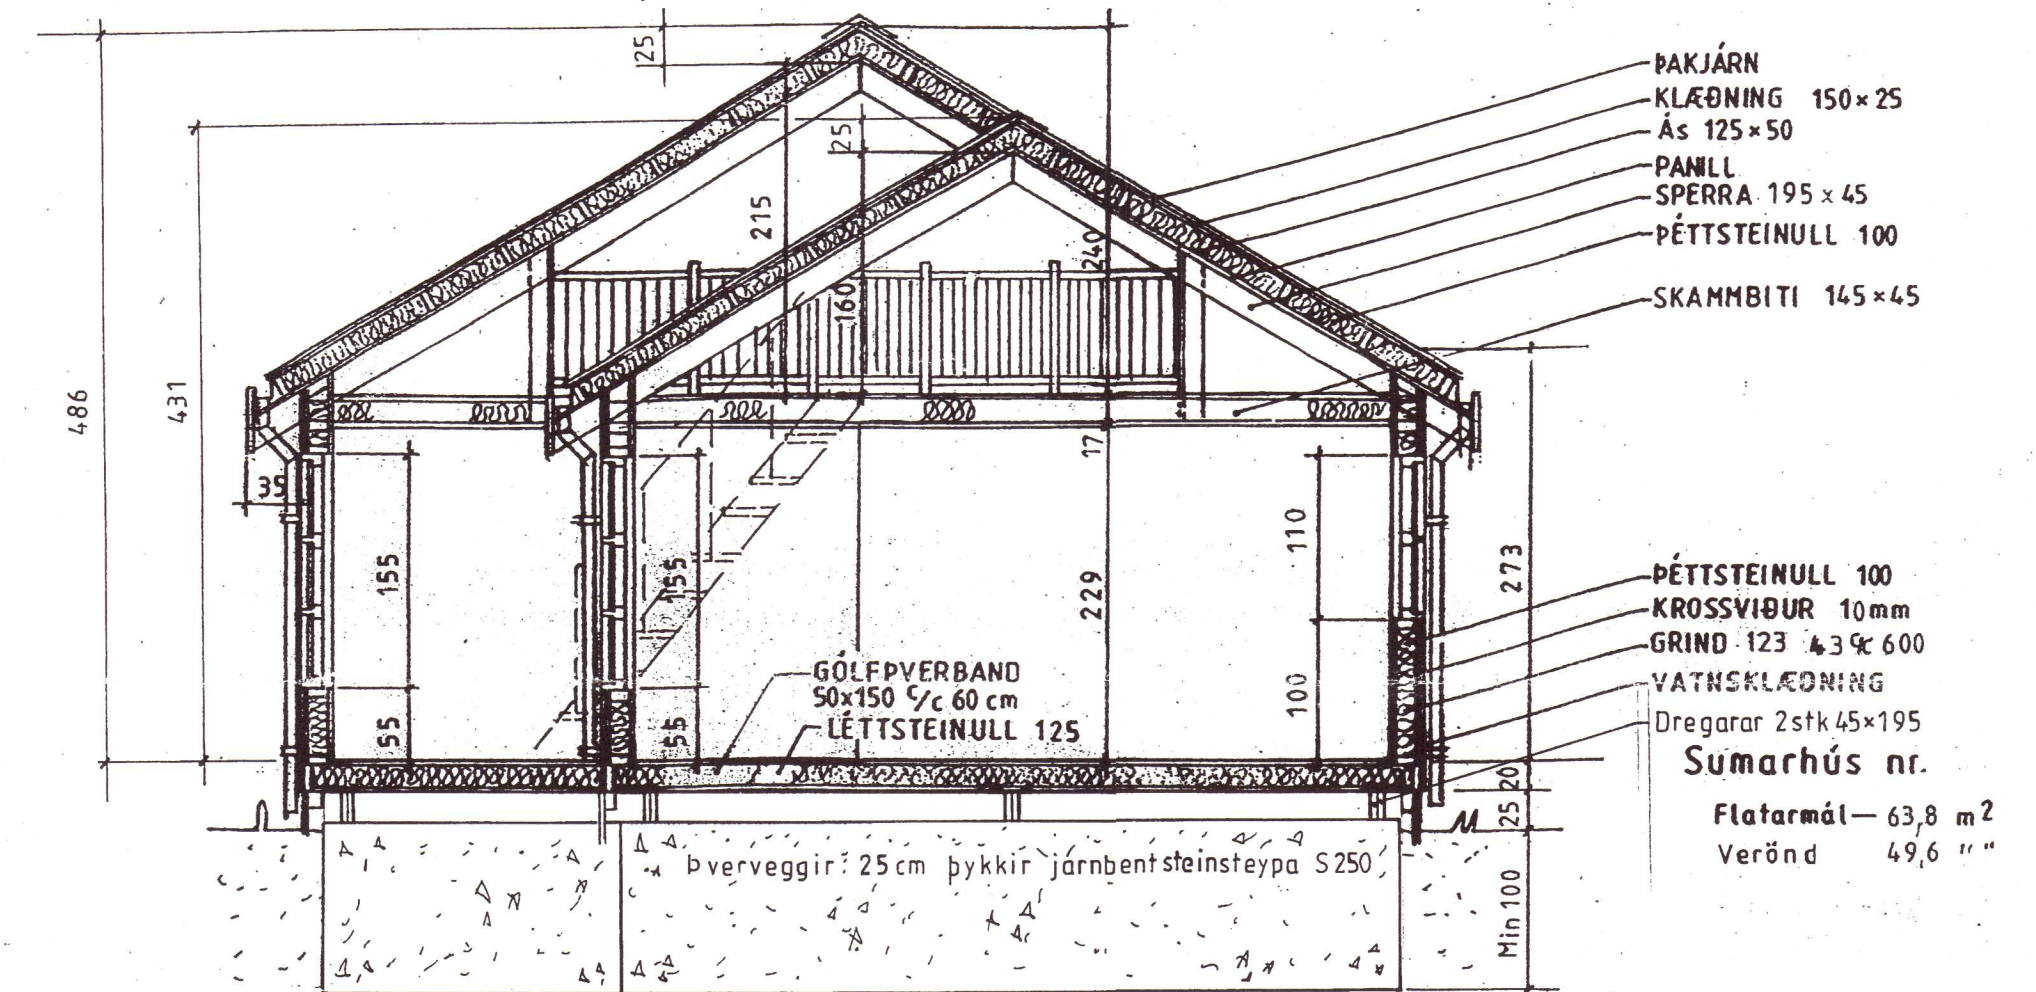 ÞAKJÁRN
KLÆÐNING 150×25
Ás 125×50
PANILL
SPERRA 195×45
ÞÉTTSTEINULL 100
SKAMMBITI 145×45
25
25
486
431
215
160
240
17
35
155
155
229
110
100
273
55
55
20
25
Min 100
GÓLFÞVERBAND
50x150 c/c 60 cm
LÉTTSTEINULL 125
ÞÉTTSTEINULL 100
KROSSVIÐUR 10mm
GRIND 123 43 c/c 600
VATNSKLÆÐNING
Dregarar 2stk 45×195
Sumarhús nr.
Flatarmál— 63,8 m2
Verönd 49,6 " "
Þverveggir: 25cm þykkir járnbent steinsteypa S250